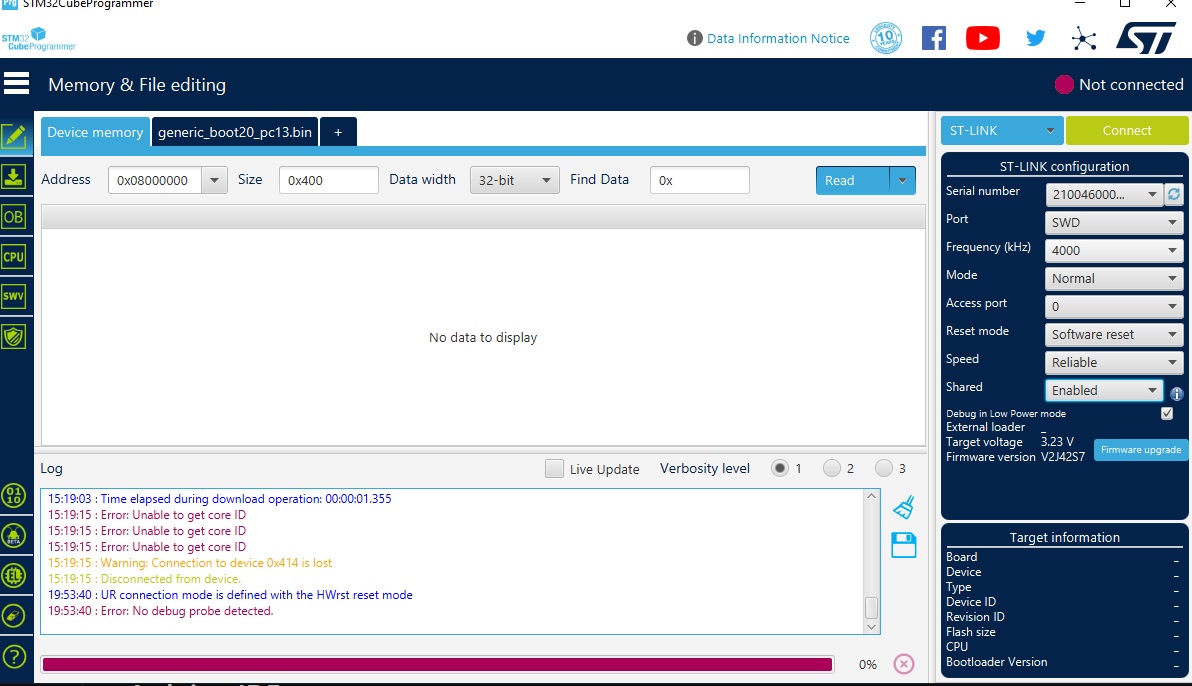 Prg STM32CubeProgrammer
STM32
CubeProgrammer
Data Information Notice
10 YEARS
ST
Memory & File editing
Not connected
Device memory
generic_boot20_pc13.bin
+
ST-LINK
Connect
Address 0x08000000 Size 0x400 Data width 32-bit Find Data 0x Read
No data to display
OB
CPU
SWV
ST-LINK configuration
Serial number 210046000...
Port SWD
Frequency (kHz) 4000
Mode Normal
Access port 0
Reset mode Software reset
Speed Reliable
Shared Enabled
Debug in Low Power mode
External loader _
Target voltage 3.23 V
Firmware version V2J42S7
Firmware upgrade
Log
Live Update Verbosity level 1 2 3
15:19:03 : Time elapsed during download operation: 00:00:01.355
15:19:15 : Error: Unable to get core ID
15:19:15 : Error: Unable to get core ID
15:19:15 : Error: Unable to get core ID
15:19:15 : Warning: Connection to device 0x414 is lost
15:19:15 : Disconnected from device.
19:53:40 : UR connection mode is defined with the HWrst reset mode
19:53:40 : Error: No debug probe detected.
01
10
BETA
?
0%
Target information
Board _
Device _
Type _
Device ID _
Revision ID _
Flash size _
CPU _
Bootloader Version _